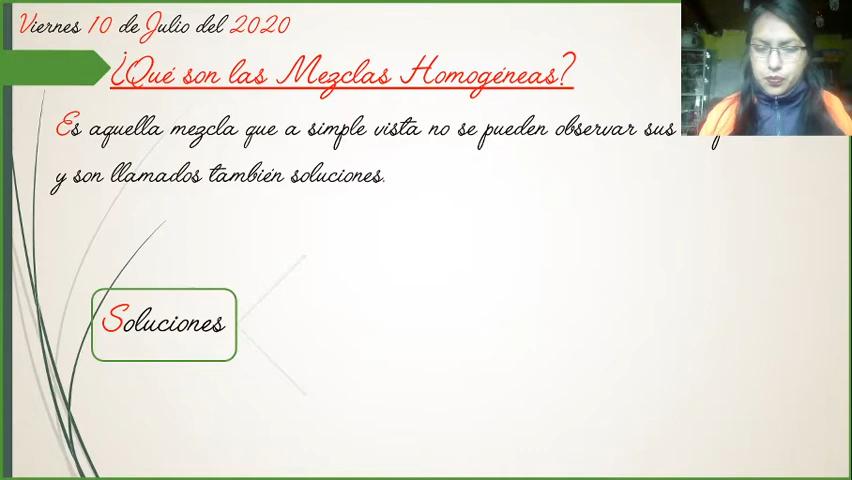 Viernes 10 de Julio del 2020
¿Qué son las Mezclas Homogéneas?
Es aquella mezcla que a simple vista no se pueden observar sus
y son llamados también soluciones.
Soluciones